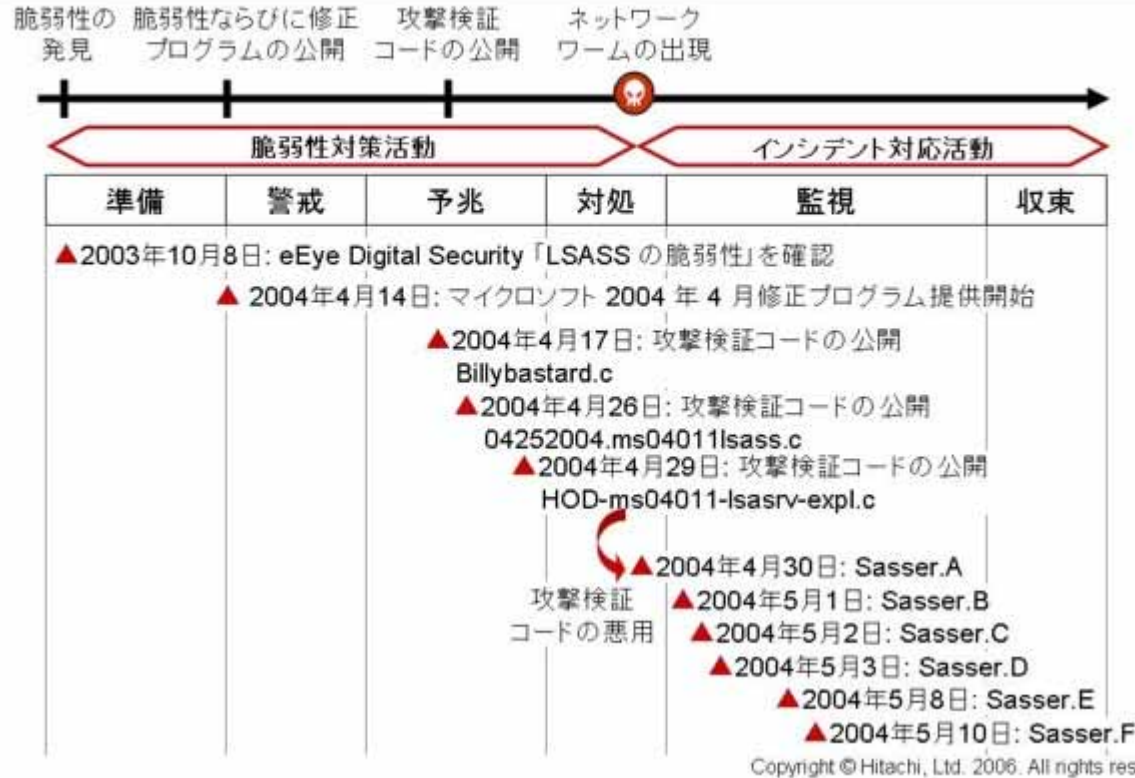 脆弱性の
発見
脆弱性ならびに修正
プログラムの公開
攻撃検証
コードの公開
ネットワーク
ワームの出現
脆弱性対策活動
インシデント対応活動
準備
警戒
予兆
対処
監視
収束
▲2003年10月8日: eEye Digital Security「LSASS の脆弱性」を確認
▲ 2004年4月14日: マイクロソフト 2004 年 4 月修正プログラム提供開始
▲2004年4月17日: 攻撃検証コードの公開
Billybastard.c
▲2004年4月26日: 攻撃検証コードの公開
04252004.ms04011lsass.c
▲2004年4月29日: 攻撃検証コードの公開
HOD-ms04011-lsasrv-expl.c
▲2004年4月30日: Sasser.A
攻撃検証
コードの悪用
▲2004年5月1日: Sasser.B
▲2004年5月2日: Sasser.C
▲2004年5月3日: Sasser.D
▲2004年5月8日: Sasser.E
▲2004年5月10日: Sasser.F
Copyright © Hitachi, Ltd. 2006. All rights res